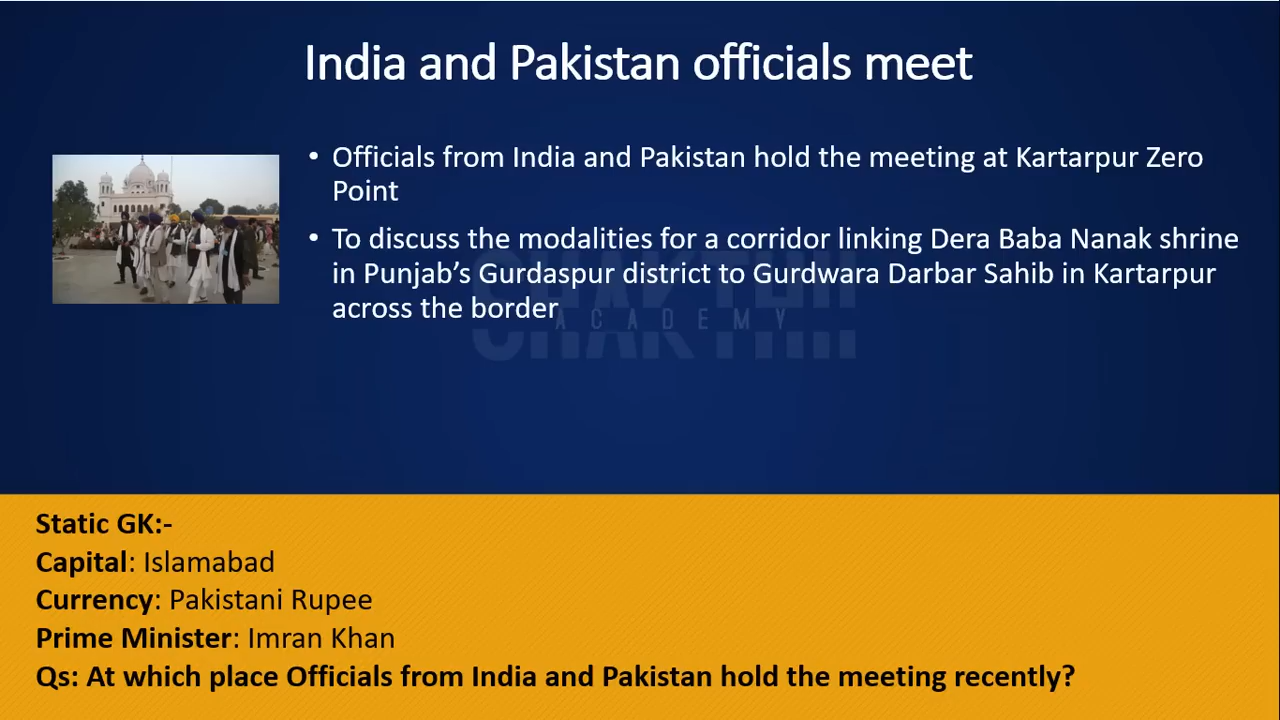 India and Pakistan officials meet
• Officials from India and Pakistan hold the meeting at Kartarpur Zero
Point
• To discuss the modalities for a corridor linking Dera Baba Nanak shrine
in Punjab’s Gurdaspur district to Gurdwara Darbar Sahib in Kartarpur
across the border
ACADEMY
Static GK:-
Capital: Islamabad
Currency: Pakistani Rupee
Prime Minister: Imran Khan
Qs: At which place Officials from India and Pakistan hold the meeting recently?